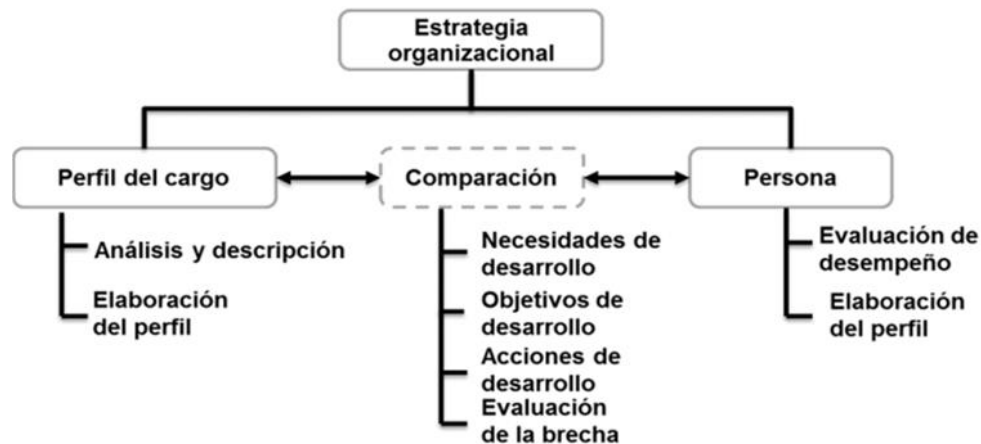 Estrategia
organizacional
Perfil del cargo
Comparación
Persona
Análisis y descripción
Elaboración
del perfil
Necesidades de
desarrollo
Objetivos de
desarrollo
Acciones de
desarrollo
Evaluación
de la brecha
Evaluación de
desempeño
Elaboración
del perfil